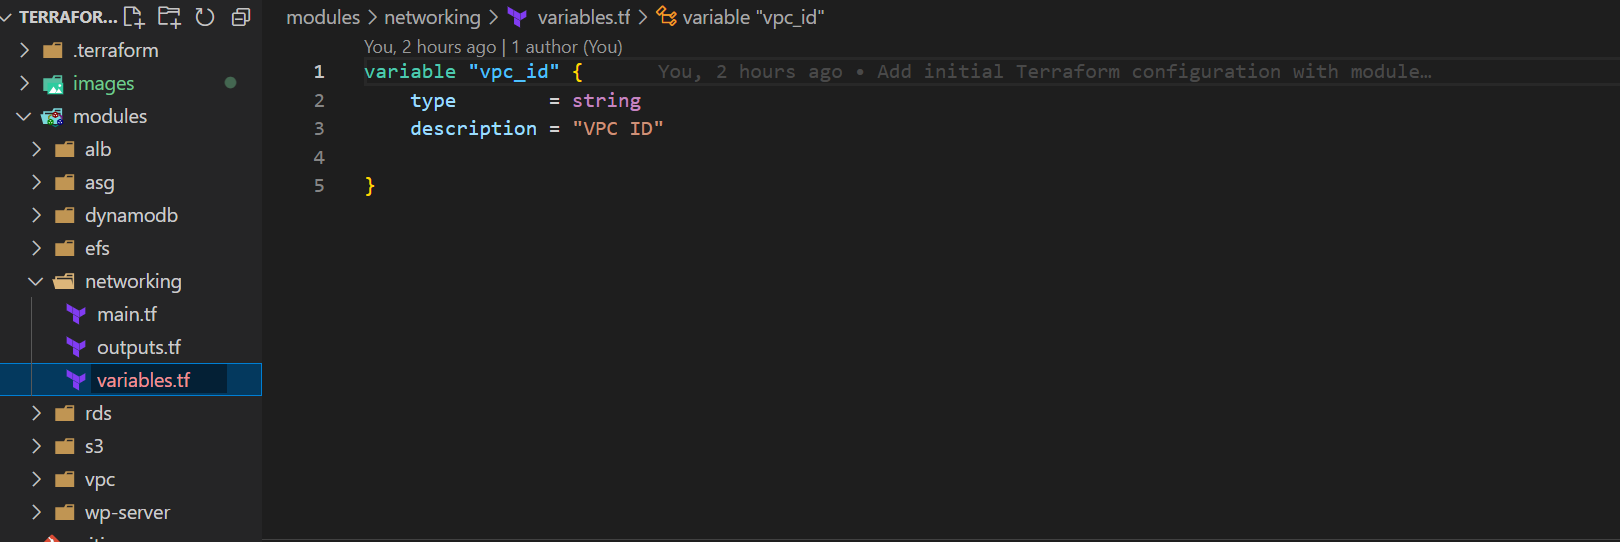 TERRAFOR...
.terraform
images
modules
alb
asg
dynamodb
efs
networking
main.tf
outputs.tf
variables.tf
rds
s3
vpc
wp-server
modules > networking > variables.tf > variable "vpc_id"
You, 2 hours ago | 1 author (You)
1 variable "vpc_id" { You, 2 hours ago • Add initial Terraform configuration with module…
2 type = string
3 description = "VPC ID"
4
5 }